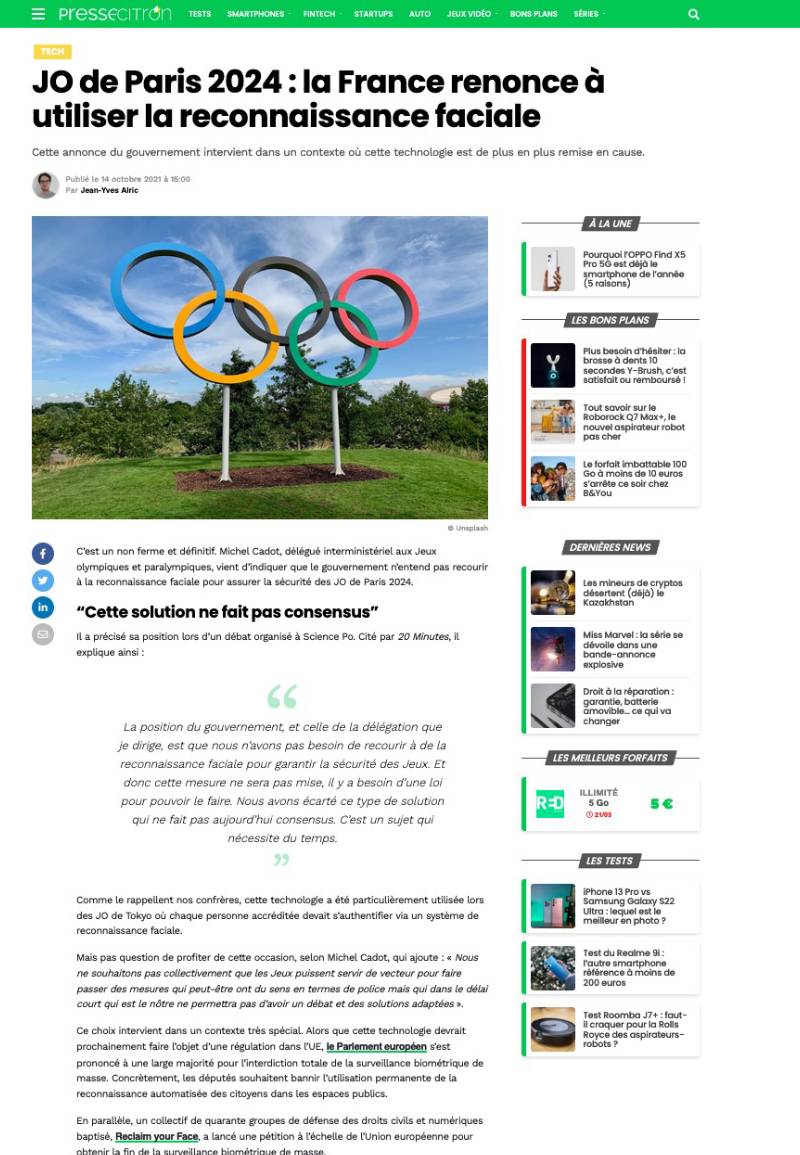 PRESSECITRON
TESTS
SMARTPHONES
FINTECH
STARTUPS
AUTO
JEUX VIDÉO
BONS PLANS
SÉRIES
TECH
JO de Paris 2024 : la France renonce à
utiliser la reconnaissance faciale
Cette annonce du gouvernement intervient dans un contexte où cette technologie est de plus en plus remise en cause.
Publié le 14 octobre 2021 à 15:00
Par Jean-Yves Alric
© Unsplash
C’est un non ferme et définitif. Michel Cadot, délégué interministériel aux Jeux
olympiques et paralympiques, vient d’indiquer que le gouvernement n’entend pas recourir
à la reconnaissance faciale pour assurer la sécurité des JO de Paris 2024.
“Cette solution ne fait pas consensus”
Il a précisé sa position lors d’un débat organisé à Science Po. Cité par 20 Minutes, il
explique ainsi :
“
La position du gouvernement, et celle de la délégation que
je dirige, est que nous n’avons pas besoin de recourir à de la
reconnaissance faciale pour garantir la sécurité des Jeux. Et
donc cette mesure ne sera pas mise, il y a besoin d’une loi
pour pouvoir le faire. Nous avons écarté ce type de solution
qui ne fait pas aujourd’hui consensus. C’est un sujet qui
nécessite du temps.
”
Comme le rappellent nos confrères, cette technologie a été particulièrement utilisée lors
des JO de Tokyo où chaque personne accréditée devait s’authentifier via un système de
reconnaissance faciale.
Mais pas question de profiter de cette occasion, selon Michel Cadot, qui ajoute : « Nous
ne souhaitons pas collectivement que les Jeux puissent servir de vecteur pour faire
passer des mesures qui peut-être ont du sens en termes de police mais qui dans le délai
court qui est le nôtre ne permettra pas d’avoir un débat et des solutions adaptées ».
Ce choix intervient dans un contexte très spécial. Alors que cette technologie devrait
prochainement faire l’objet d’une régulation dans l’UE, le Parlement européen s’est
prononcé à une large majorité pour l’interdiction totale de la surveillance biométrique de
masse. Concrètement, les députés souhaitent bannir l’utilisation permanente de la
reconnaissance automatisée des citoyens dans les espaces publics.
En parallèle, un collectif de quarante groupes de défense des droits civils et numériques
baptisé, Reclaim your Face, a lancé une pétition à l’échelle de l’Union européenne pour
obtenir la fin de la surveillance biométrique de masse.
À LA UNE
Pourquoi l’OPPO Find X5
Pro 5G est déjà le
smartphone de l’année
(5 raisons)
LES BONS PLANS
Plus besoin d’hésiter : la
brosse à dents 10
secondes Y-Brush, c’est
satisfait ou remboursé !
Tout savoir sur le
Roborock Q7 Max+, le
nouvel aspirateur robot
pas cher
Le forfait imbattable 100
Go à moins de 10 euros
s’arrête ce soir chez
B&You
DERNIÈRES NEWS
Les mineurs de cryptos
désertent (déjà) le
Kazakhstan
Miss Marvel : la série se
dévoile dans une
bande-annonce
explosive
Droit à la réparation :
garantie, batterie
amovible… ce qui va
changer
LES MEILLEURS FORFAITS
RED
ILLIMITÉ
5 Go
21/03
5 €
LES TESTS
iPhone 13 Pro vs
Samsung Galaxy S22
Ultra : lequel est le
meilleur en photo ?
Test du Realme 9i :
l’autre smartphone
référence à moins de
200 euros
Test Roomba J7+ : faut-
il craquer pour la Rolls
Royce des aspirateurs-
robots ?